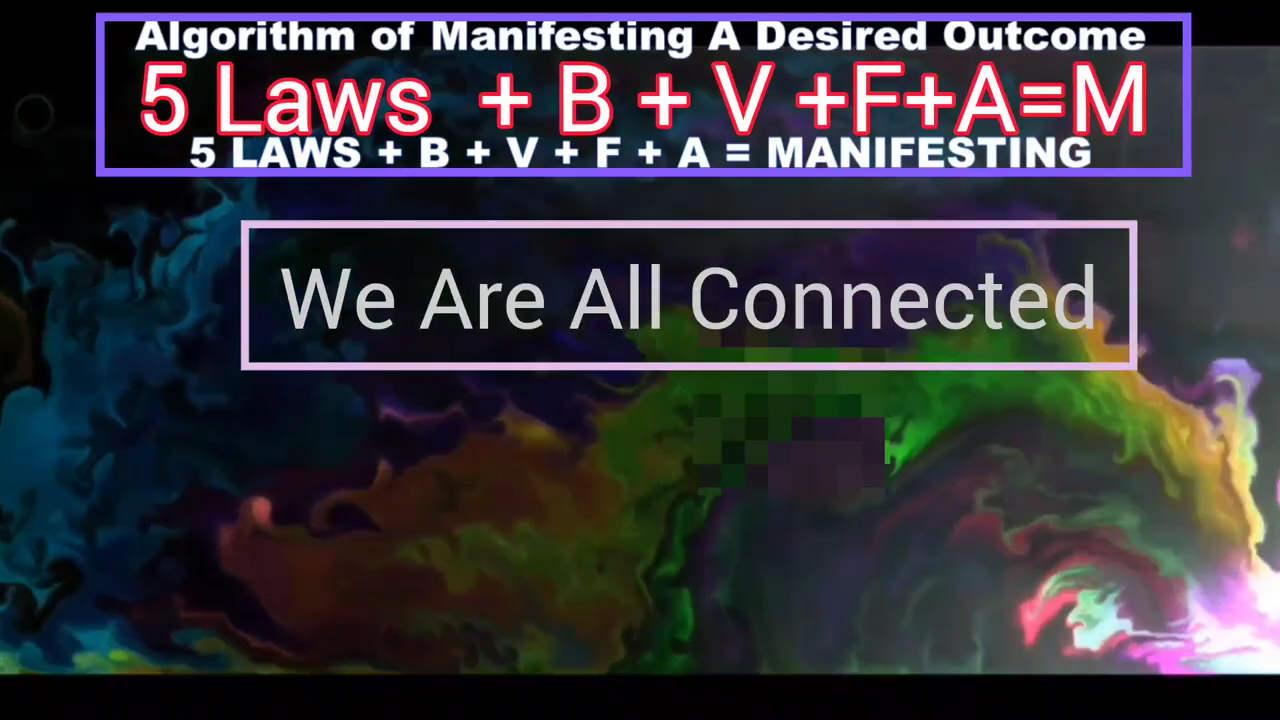 Algorithm of Manifesting A Desired Outcome
5 Laws + B + V +F+A=M
5 LAWS + B + V + F + A = MANIFESTING
We Are All Connected